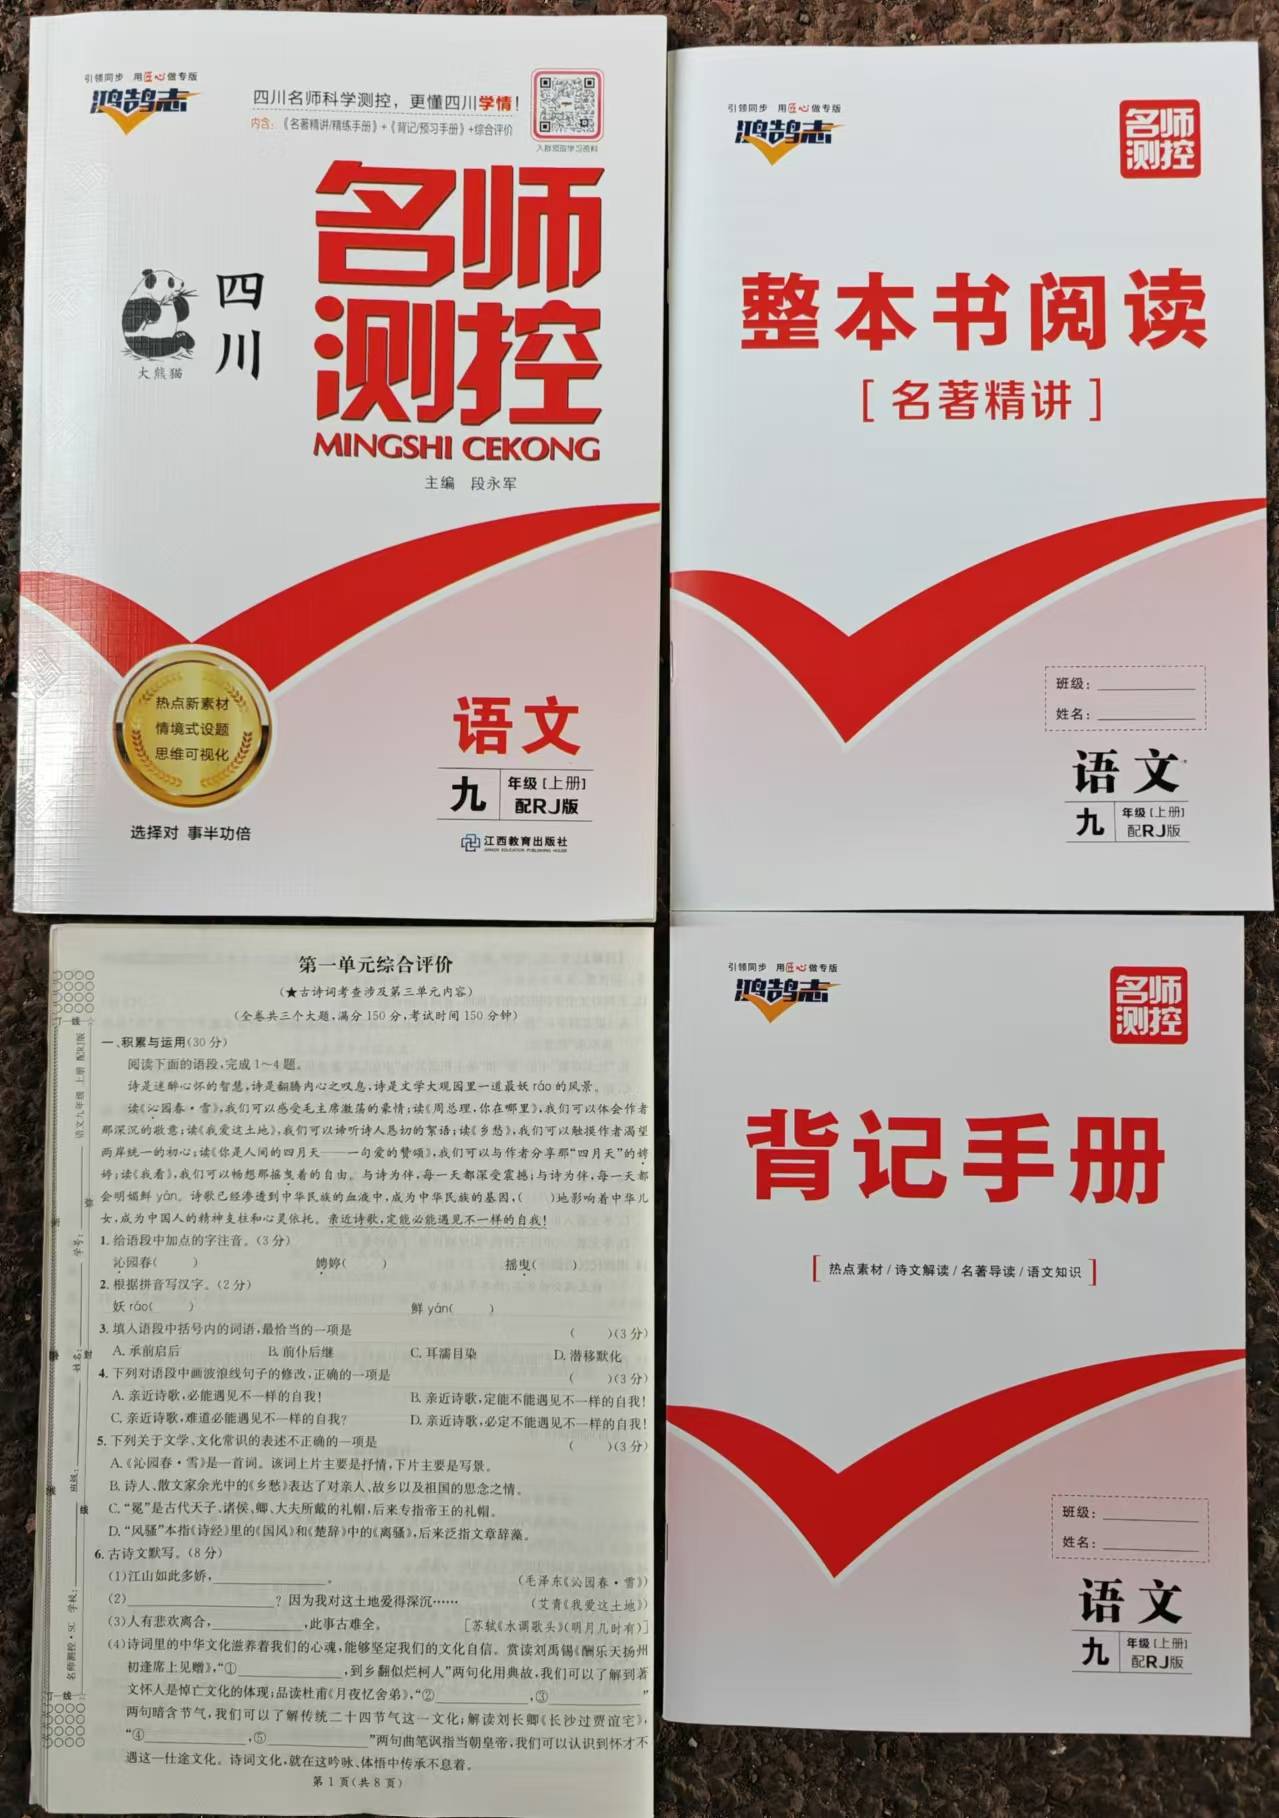 引领同步 用匠心做专版
鸿鹄志
四川名师科学测控，更懂四川学情！
内含：《名著精讲/精练手册》+《背记/预习手册》+综合评价
入群领取学习资料
名师
测控
MINGSHI CEKONG
主编 段永军
四川
大熊猫
热点新素材
情境式设题
思维可视化
选择对 事半功倍
语文
九 年级[上册]
配RJ版
江西教育出版社
JIANGXI EDUCATION PUBLISHING HOUSE
引领同步 用匠心做专版
鸿鹄志
名师
测控
整本书阅读
[名著精讲]
班级：
姓名：
语文
九 年级[上册]
配RJ版
第一单元综合评价
(★古诗词考查涉及第三单元内容)
(全卷共三个大题,满分150分,考试时间150分钟)
一、积累与运用(30分)
阅读下面的语段,完成1～4题。
诗是迷醉心怀的智慧,诗是翻腾内心之叹息;诗是文学大观园里一道最妖ráo的风景。
读《沁园春·雪》,我们可以感受毛主席激荡的豪情;读《周总理,你在哪里》,我们可以体会作者
那深沉的敬意;读《我爱这土地》,我们可以谛听诗人恳切的絮语;读《乡愁》,我们可以触摸作者渴望
两岸统一的初心;读《你是人间的四月天——一句爱的赞颂》,我们可以与作者分享那“四月天”的娉
婷;读《我看》,我们可以畅想那摇曳着的自由。与诗为伴,每一天都深受震撼;与诗为伴,每一天都
会明媚鲜yán。诗歌已经渗透到中华民族的血液中,成为中华民族的基因,(  )地影响着中华儿
女,成为中国人的精神支柱和心灵依托。亲近诗歌,定能必能遇见不一样的自我!
1.给语段中加点的字注音。(3分)
沁园春(  ) 娉婷(  ) 摇曳(  )
2.根据拼音写汉字。(2分)
妖ráo(  ) 鲜yán(  )
3.填入语段中括号内的词语,最恰当的一项是 (  )(3分)
A.承前启后 B.前仆后继 C.耳濡目染 D.潜移默化
4.下列对语段中画波浪线句子的修改,正确的一项是 (  )(3分)
A.亲近诗歌,必能遇见不一样的自我! B.亲近诗歌,定能不能遇见不一样的自我!
C.亲近诗歌,难道必能遇见不一样的自我? D.亲近诗歌,必定不能遇见不一样的自我!
5.下列关于文学、文化常识的表述不正确的一项是 (  )(3分)
A.《沁园春·雪》是一首词。该词上片主要是抒情,下片主要是写景。
B.诗人、散文家余光中的《乡愁》表达了对亲人、故乡以及祖国的思念之情。
C.“冕”是古代天子、诸侯、卿、大夫所戴的礼帽,后来专指帝王的礼帽。
D.“风骚”本指《诗经》里的《国风》和《楚辞》中的《离骚》,后来泛指文章辞藻。
6.古诗文默写。(8分)
(1)江山如此多娇,____________。 (毛泽东《沁园春·雪》)
(2)____________？因为我对这土地爱得深沉…… (艾青《我爱这土地》)
(3)人有悲欢离合,____________,此事古难全。 [苏轼《水调歌头》(明月几时有)]
(4)诗词里的中华文化滋养着我们的心魂,能够坚定我们的文化自信。赏读刘禹锡《酬乐天扬州
初逢席上见赠》,“①____________,到乡翻似烂柯人”两句化用典故,我们可以了解到著
文怀人是悼亡文化的体现;品读杜甫《月夜忆舍弟》,“②____________,③____________”
两句暗含节气,我们可以了解传统二十四节气这一文化;解读刘长卿《长沙过贾谊宅》,
“④____________,⑤____________”两句曲笔讽指当朝皇帝,我们可以认识到怀才不
遇这一仕途文化。诗词文化,就在这吟咏、体悟中传承不息着。
第1页(共8页)
语文九年级 上册 配RJ版
学号：
姓名：
班级：
学校：
名师测控·SC
引领同步 用匠心做专版
鸿鹄志
名师
测控
背记手册
[热点素材/诗文解读/名著导读/语文知识]
班级：
姓名：
语文
九 年级[上册]
配RJ版